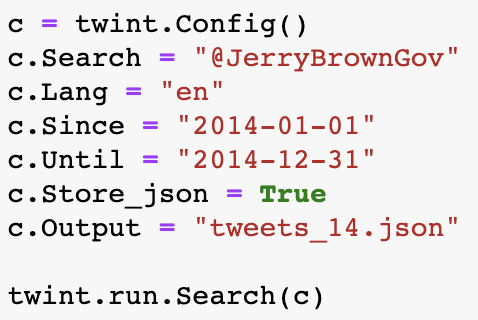 c = twint.Config()
c.Search = "@JerryBrownGov"
c.Lang = "en"
c.Since = "2014-01-01"
c.Until = "2014-12-31"
c.Store_json = True
c.Output = "tweets_14.json"
twint.run.Search(c)